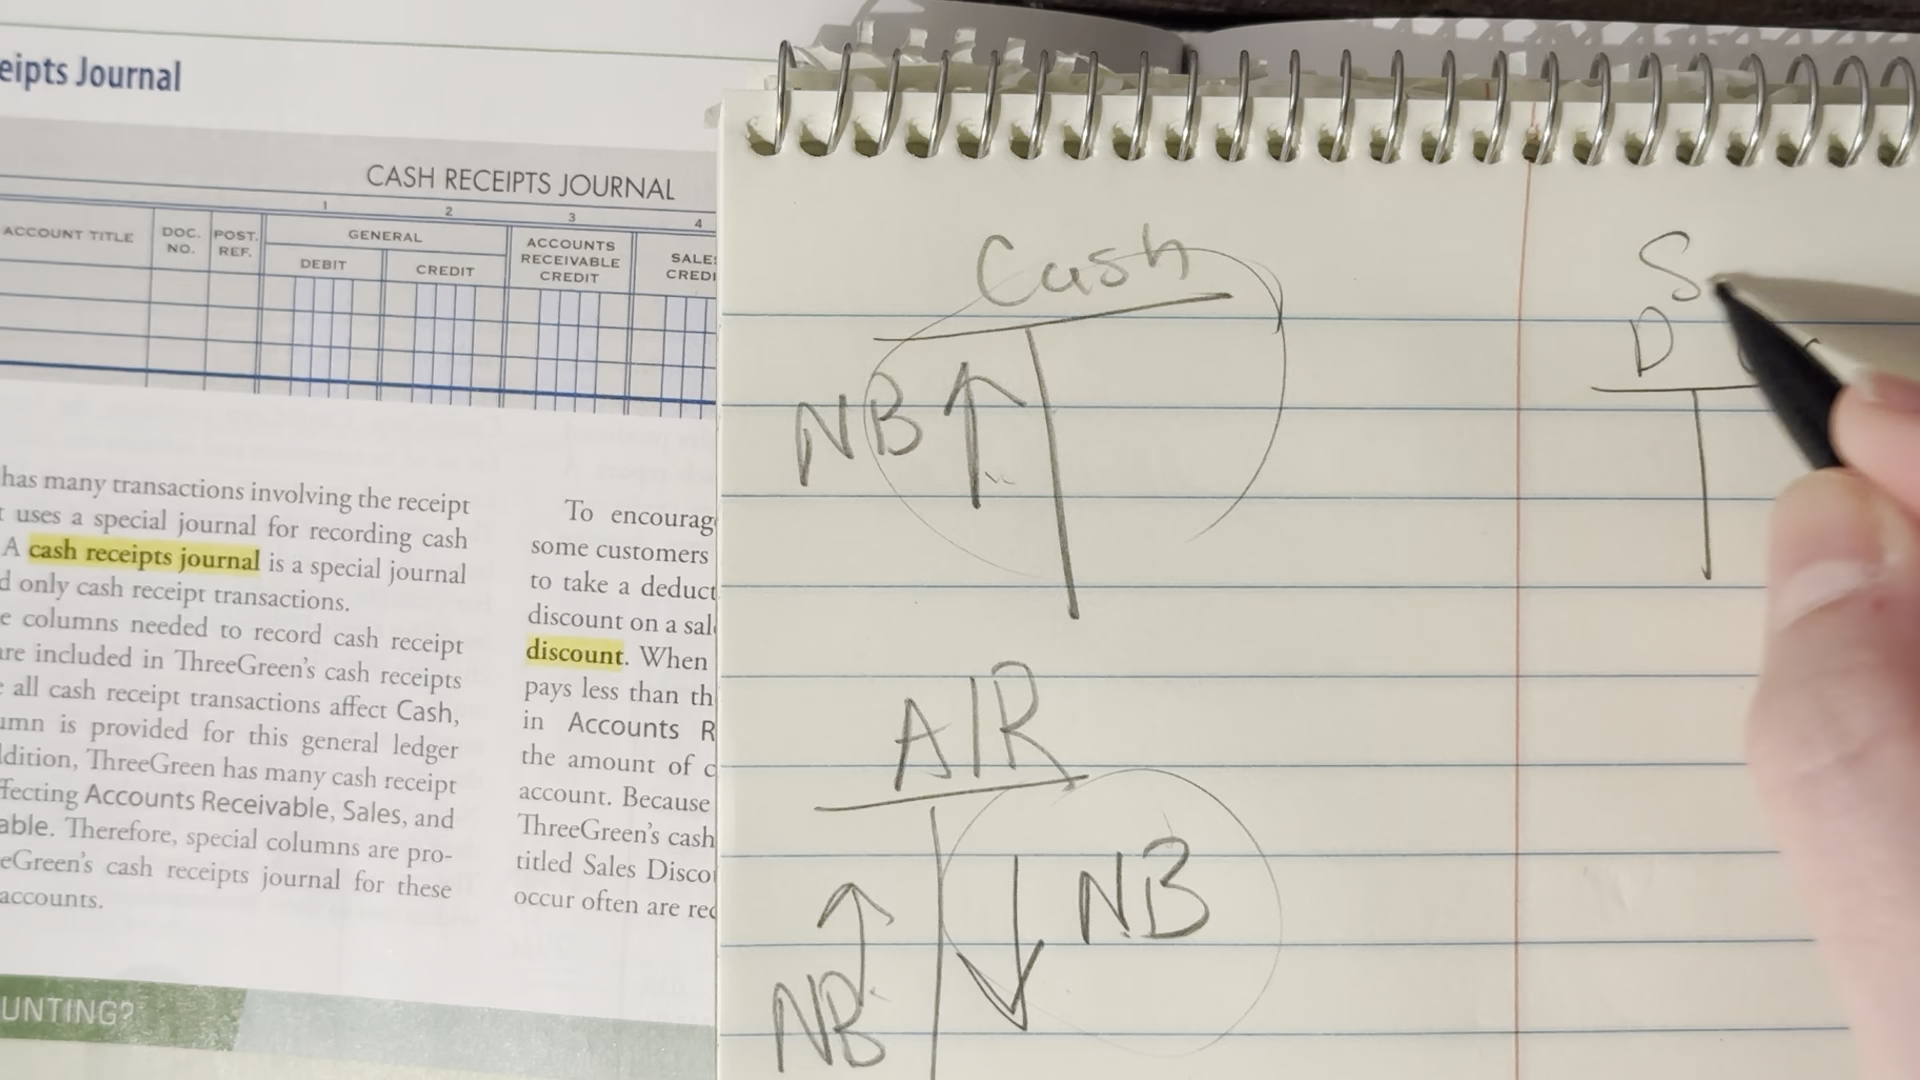 eipts Journal
CASH RECEIPTS JOURNAL
1 2 3 4
ACCOUNT TITLE DOC. NO. POST. REF. GENERAL DEBIT CREDIT ACCOUNTS RECEIVABLE CREDIT SALES CREDI
has many transactions involving the receipt
t uses a special journal for recording cash
A cash receipts journal is a special journal
d only cash receipt transactions.
e columns needed to record cash receipt
are included in ThreeGreen's cash receipts
e all cash receipt transactions affect Cash,
umn is provided for this general ledger
ldition, ThreeGreen has many cash receipt
ffecting Accounts Receivable, Sales, and
able. Therefore, special columns are pro-
eGreen's cash receipts journal for these
accounts.
To encourag
some customers
to take a deduct
discount on a sal
discount. When
pays less than th
in Accounts R
the amount of c
account. Because
ThreeGreen's cash
titled Sales Discou
occur often are rec
UNTING?
Cash
NB
A/R
NB
NB
S
D